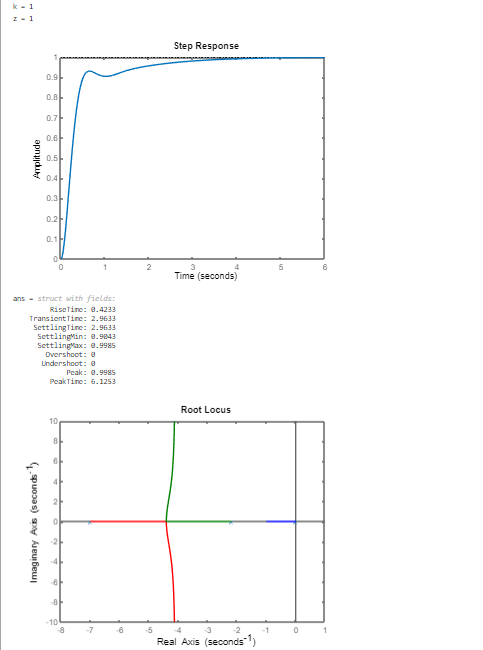 k = 1
z = 1
Step Response
1
0.9
0.8
0.7
0.6
0.5
0.4
0.3
0.2
0.1
0
Amplitude
0 1 2 3 4 5 6
Time (seconds)
ans = struct with fields:
RiseTime: 0.4233
TransientTime: 2.9633
SettlingTime: 2.9633
SettlingMin: 0.9043
SettlingMax: 0.9985
Overshoot: 0
Undershoot: 0
Peak: 0.9985
PeakTime: 6.1253
Root Locus
10
8
6
4
2
0
-2
-4
-6
-8
-10
Imaginary Axis (seconds-1)
-8 -7 -6 -5 -4 -3 -2 -1 0 1
Real Axis (seconds-1)